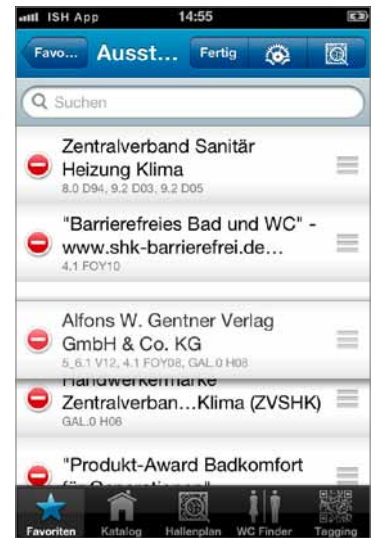 ISH App 14:55
Favo... Ausst... Fertig
Suchen
Zentralverband Sanitär
Heizung Klima
8.0 D94, 9.2 D03, 9.2 D05
"Barrierefreies Bad und WC" -
www.shk-barrierefrei.de...
4.1 FOY10
Alfons W. Gentner Verlag
GmbH & Co. KG
5_6.1 V12, 4.1 FOY08, GAL.0 H08
Handwerkermarke
Zentralverban...Klima (ZVSHK)
GAL.0 H06
"Produkt-Award Badkomfort
für Generationen"
Favoriten Katalog Hallenplan WC Finder Tagging